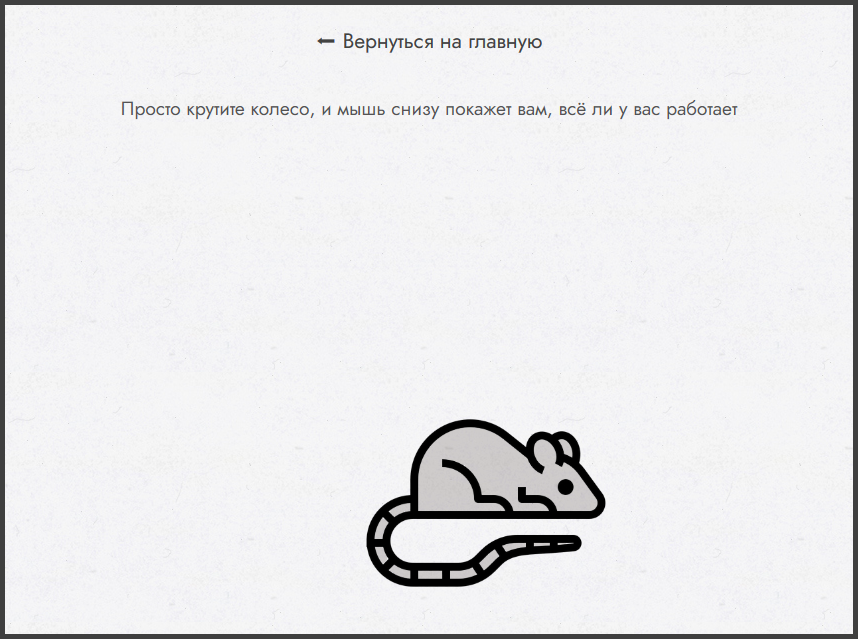 ← Вернуться на главную
Просто крутите колесо, и мышь снизу покажет вам, всё ли у вас работает